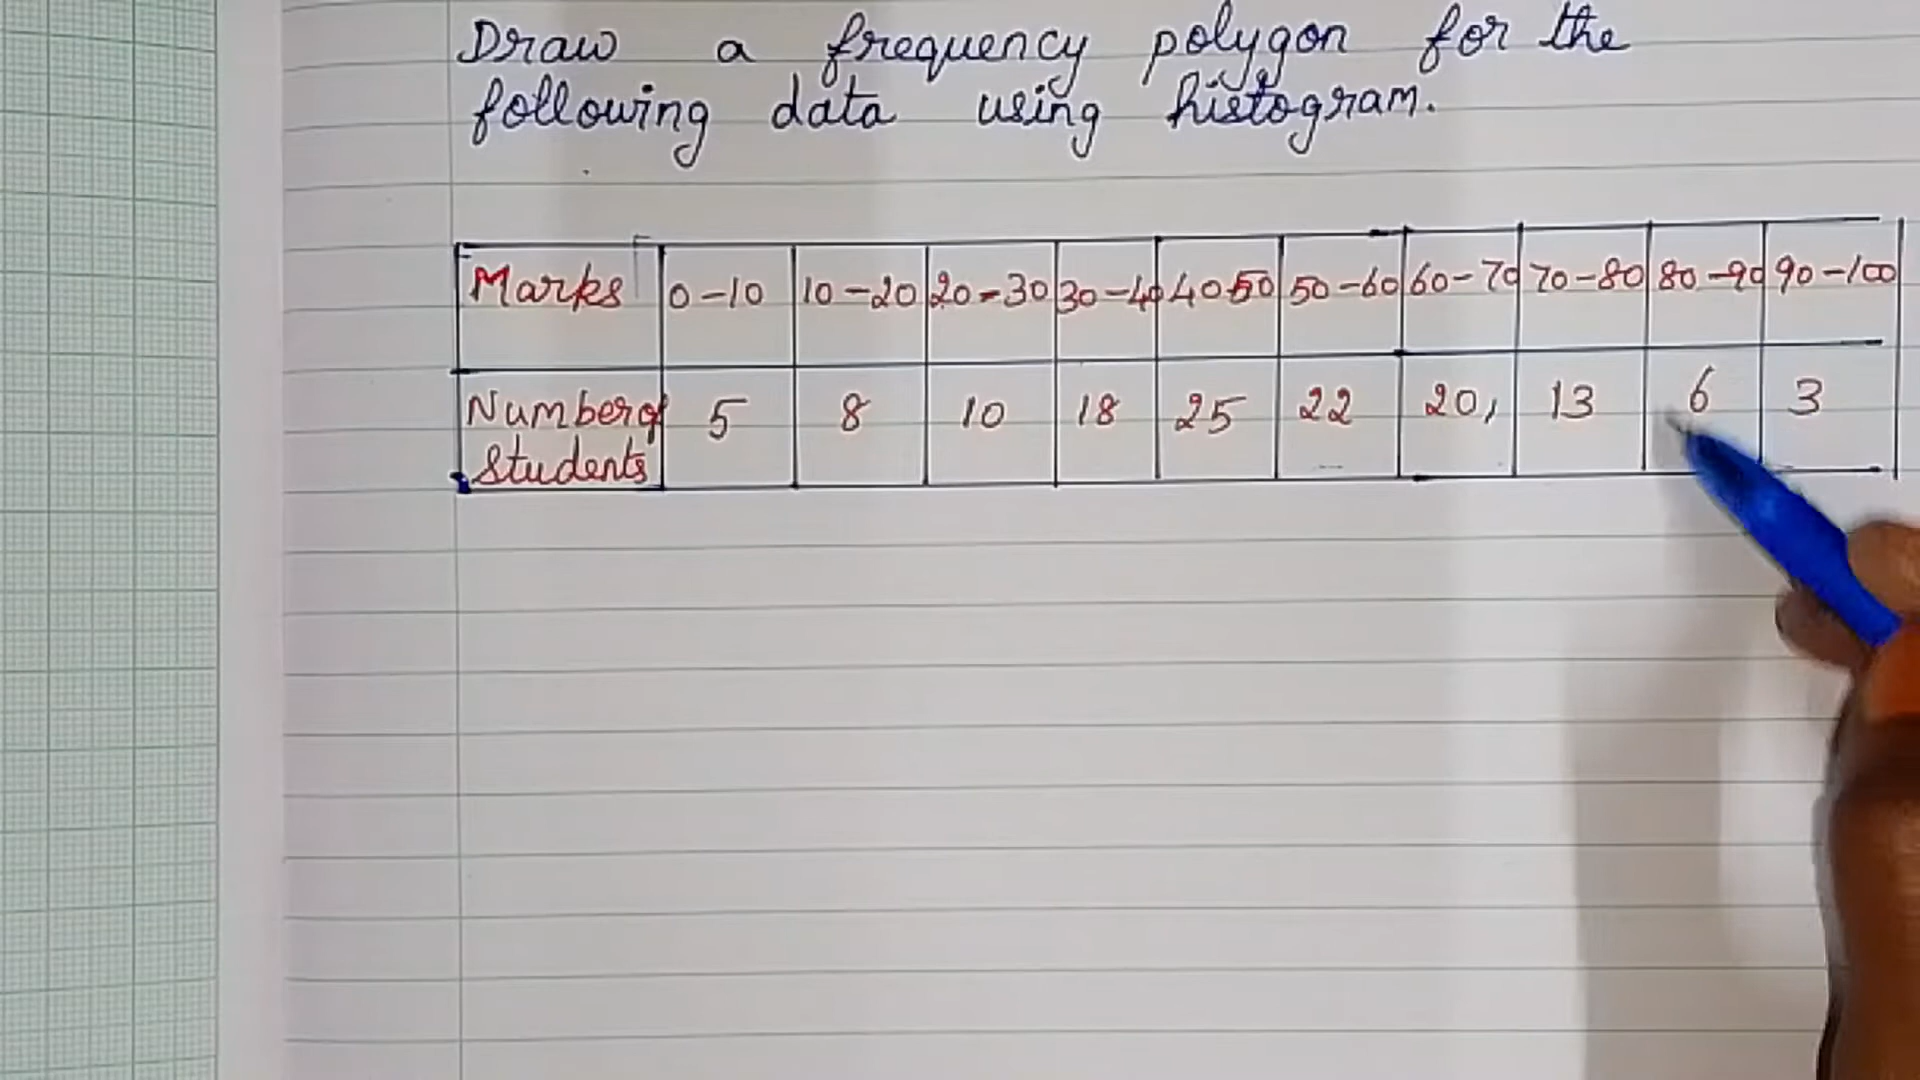 Draw a frequency polygon for the
following data using histogram.
Marks 0-10 10-20 20-30 30-40 40-50 50-60 60-70 70-80 80-90 90-100
Number of 5 8 10 18 25 22 20, 13 6 3
Students